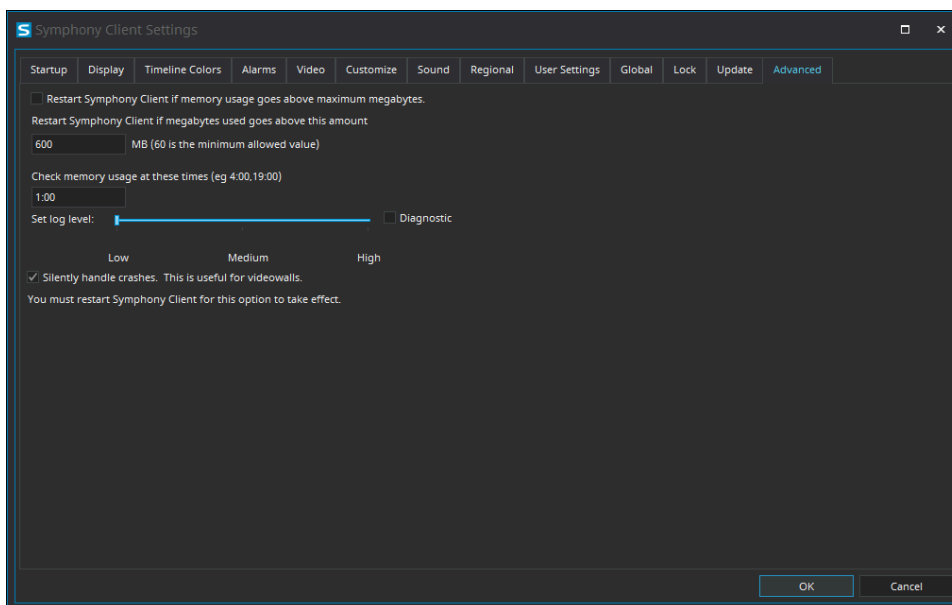 Symphony Client Settings
Startup Display Timeline Colors Alarms Video Customize Sound Regional User Settings Global Lock Update Advanced
Restart Symphony Client if memory usage goes above maximum megabytes.
Restart Symphony Client if megabytes used goes above this amount
600 MB (60 is the minimum allowed value)
Check memory usage at these times (eg 4:00,19:00)
1:00
Set log level: Diagnostic
Low Medium High
Silently handle crashes. This is useful for videowalls.
You must restart Symphony Client for this option to take effect.
OK Cancel